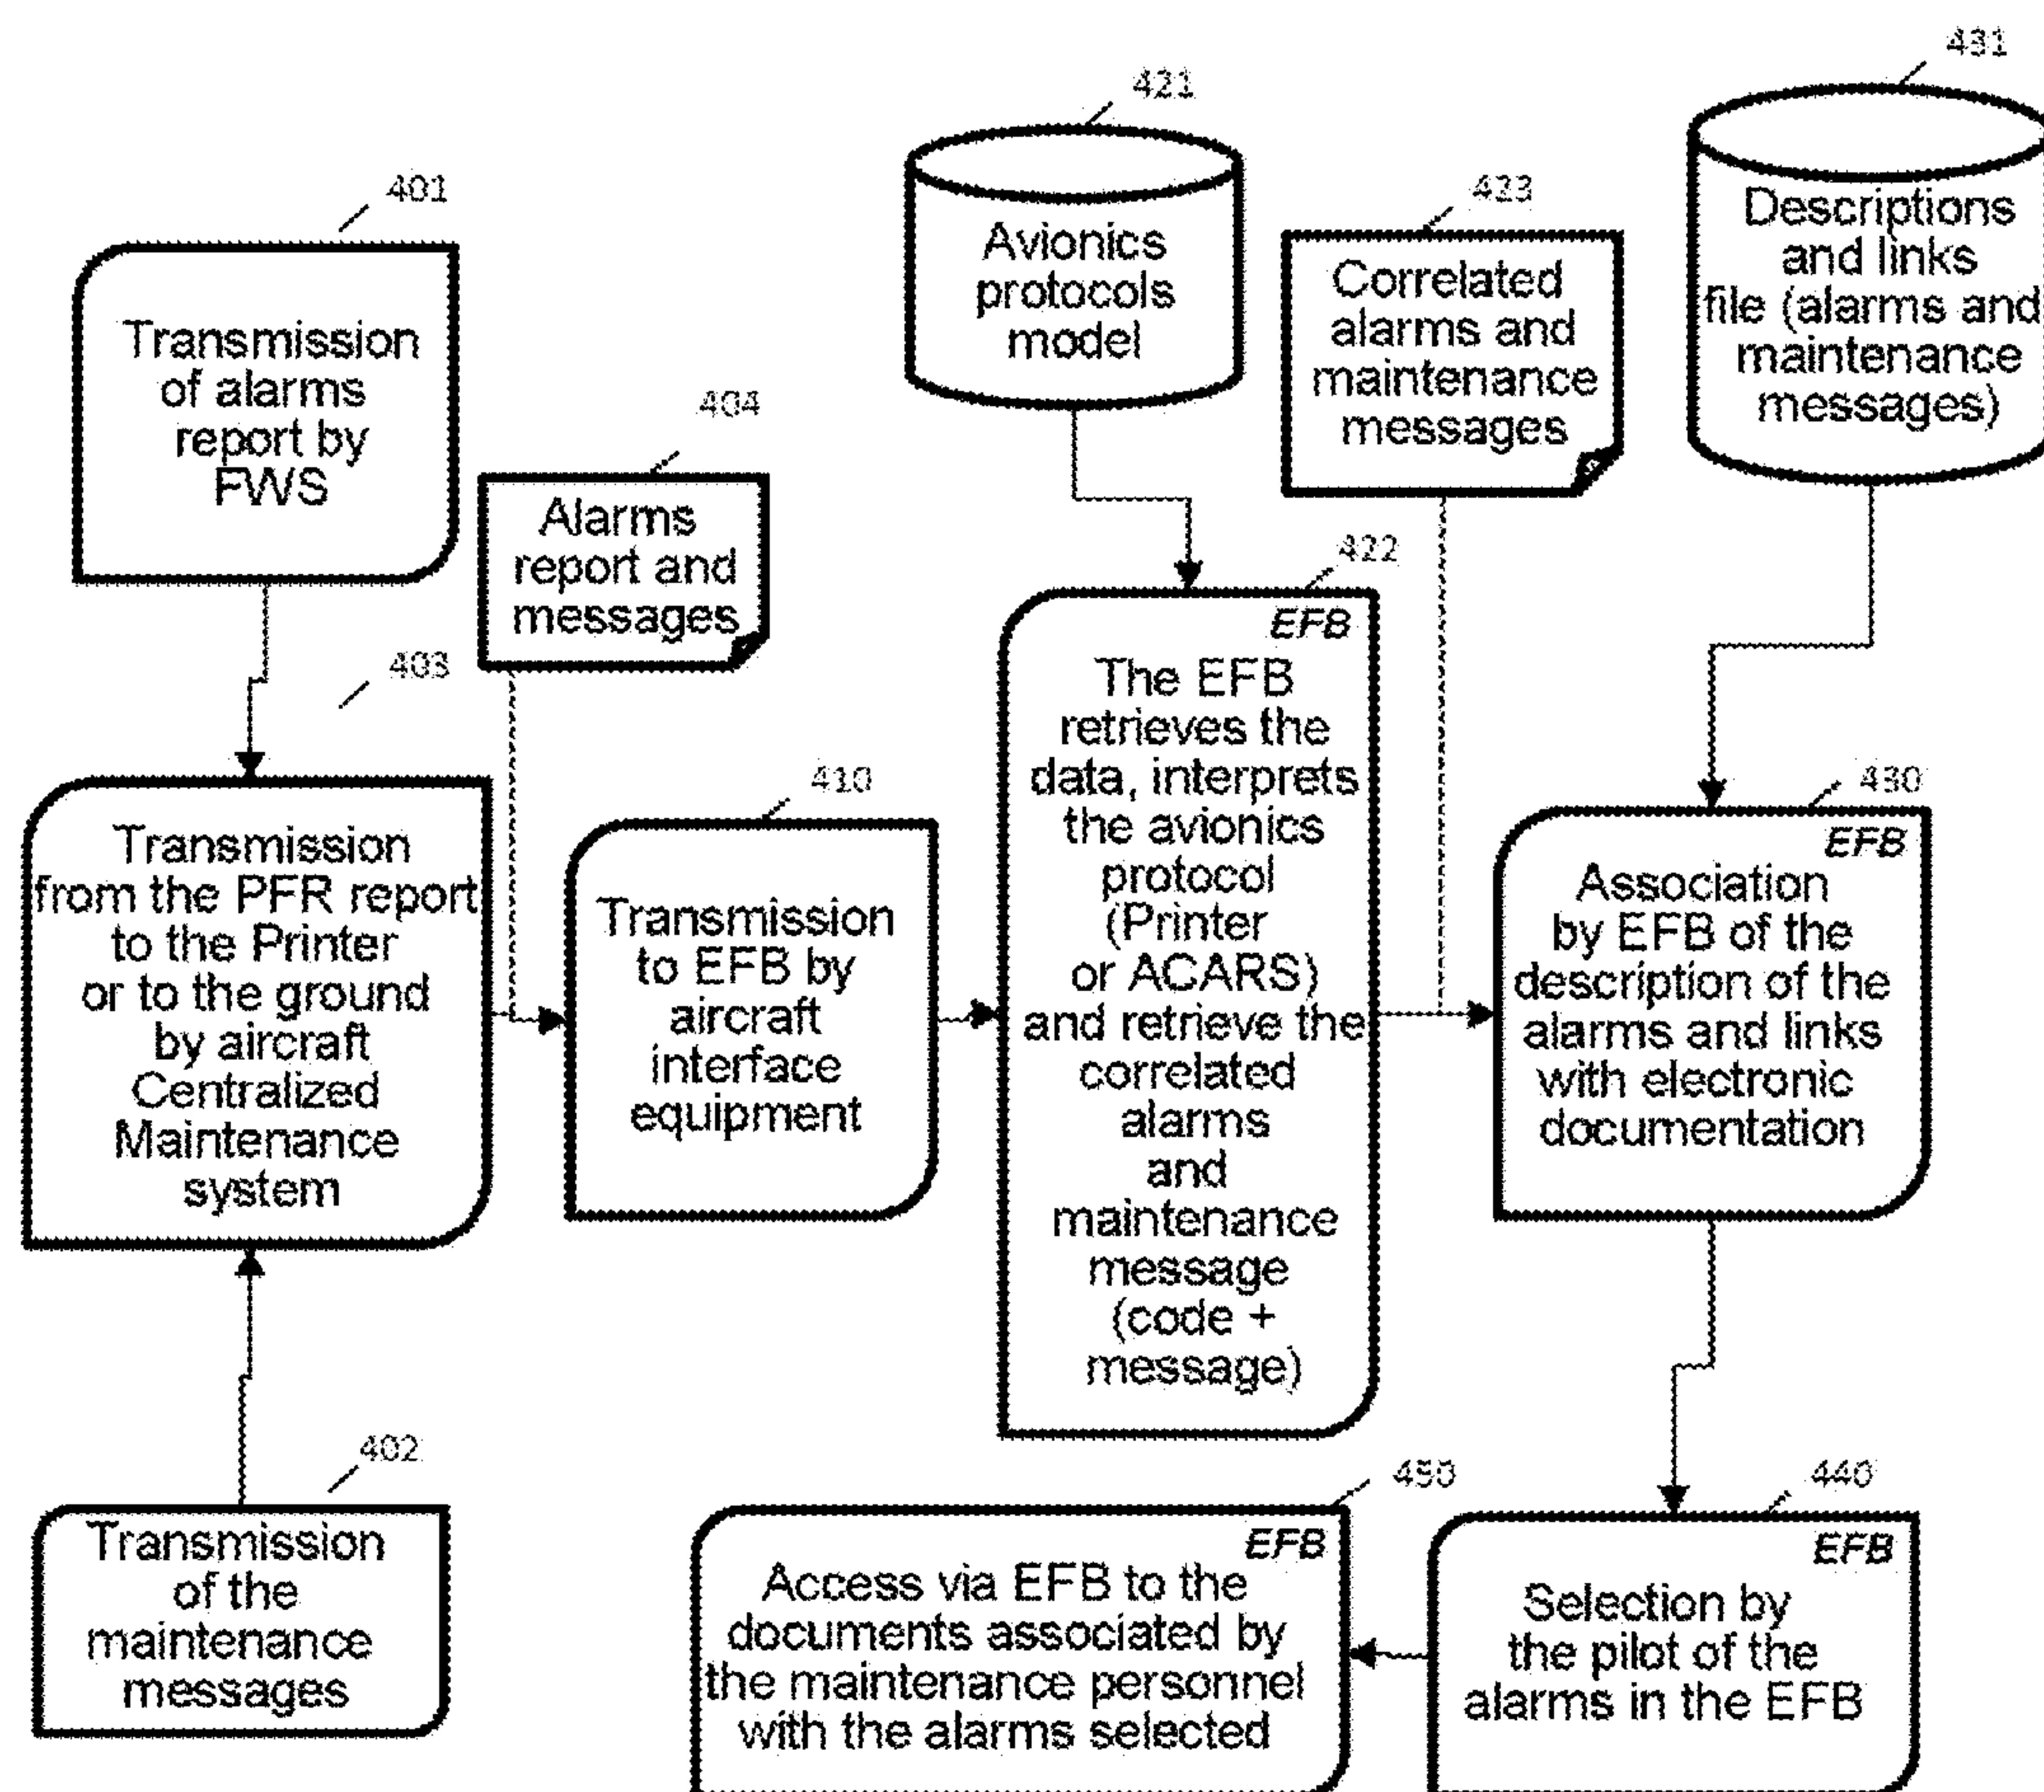 401
Transmission
of alarms
report by
FWS
404
Alarms
report and
messages
403
Transmission
from the PFR report
to the Printer
or to the ground
by aircraft
Centralized
Maintenance
system
402
Transmission
of the
maintenance
messages
410
Transmission
to EFB by
aircraft
interface
equipment
421
Avionics
protocols
model
422
EFB
The EFB
retrieves the
data, interprets
the avionics
protocol
(Printer
or ACARS)
and retrieve the
correlated
alarms
and
maintenance
message
(code +
message)
423
Correlated
alarms and
maintenance
messages
431
Descriptions
and links
file (alarms and
maintenance
messages)
430
EFB
Association
by EFB of the
description of the
alarms and links
with electronic
documentation
440
EFB
Selection by
the pilot of the
alarms in the EFB
450
EFB
Access via EFB to the
documents associated by
the maintenance personnel
with the alarms selected